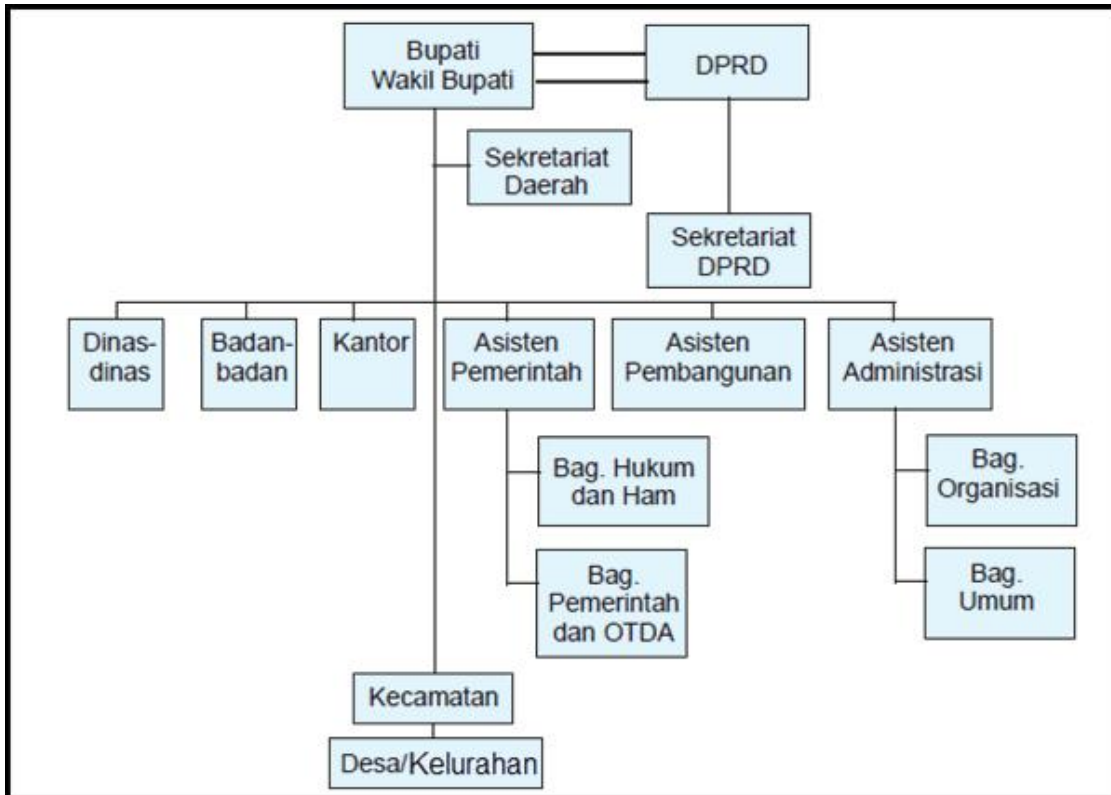 Bupati
Wakil Bupati
DPRD
Sekretariat
Daerah
Sekretariat
DPRD
Dinas-
dinas
Badan-
badan
Kantor
Asisten
Pemerintah
Asisten
Pembangunan
Asisten
Administrasi
Bag. Hukum
dan Ham
Bag.
Organisasi
Bag.
Pemerintah
dan OTDA
Bag.
Umum
Kecamatan
Desa/Kelurahan